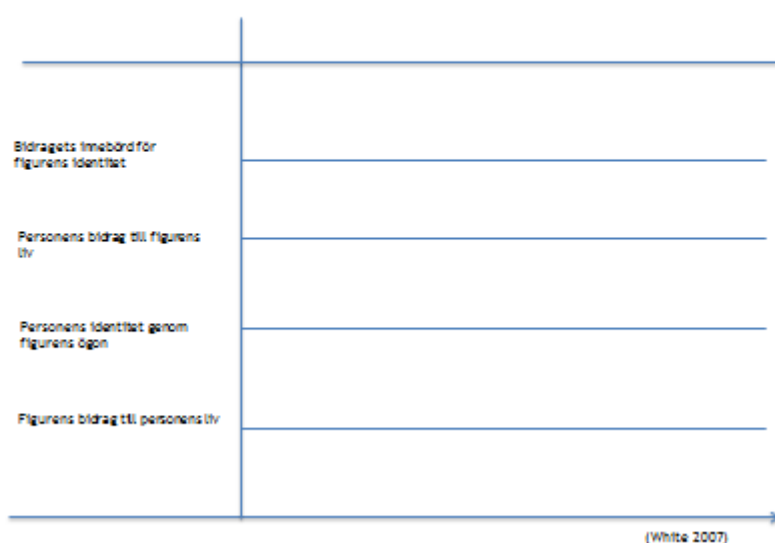 Bidragets innebörd för
figurens identitet
Personens bidrag till figurens
liv
Personens identitet genom
figurens ögon
Figurens bidrag till personens liv
(White 2007)